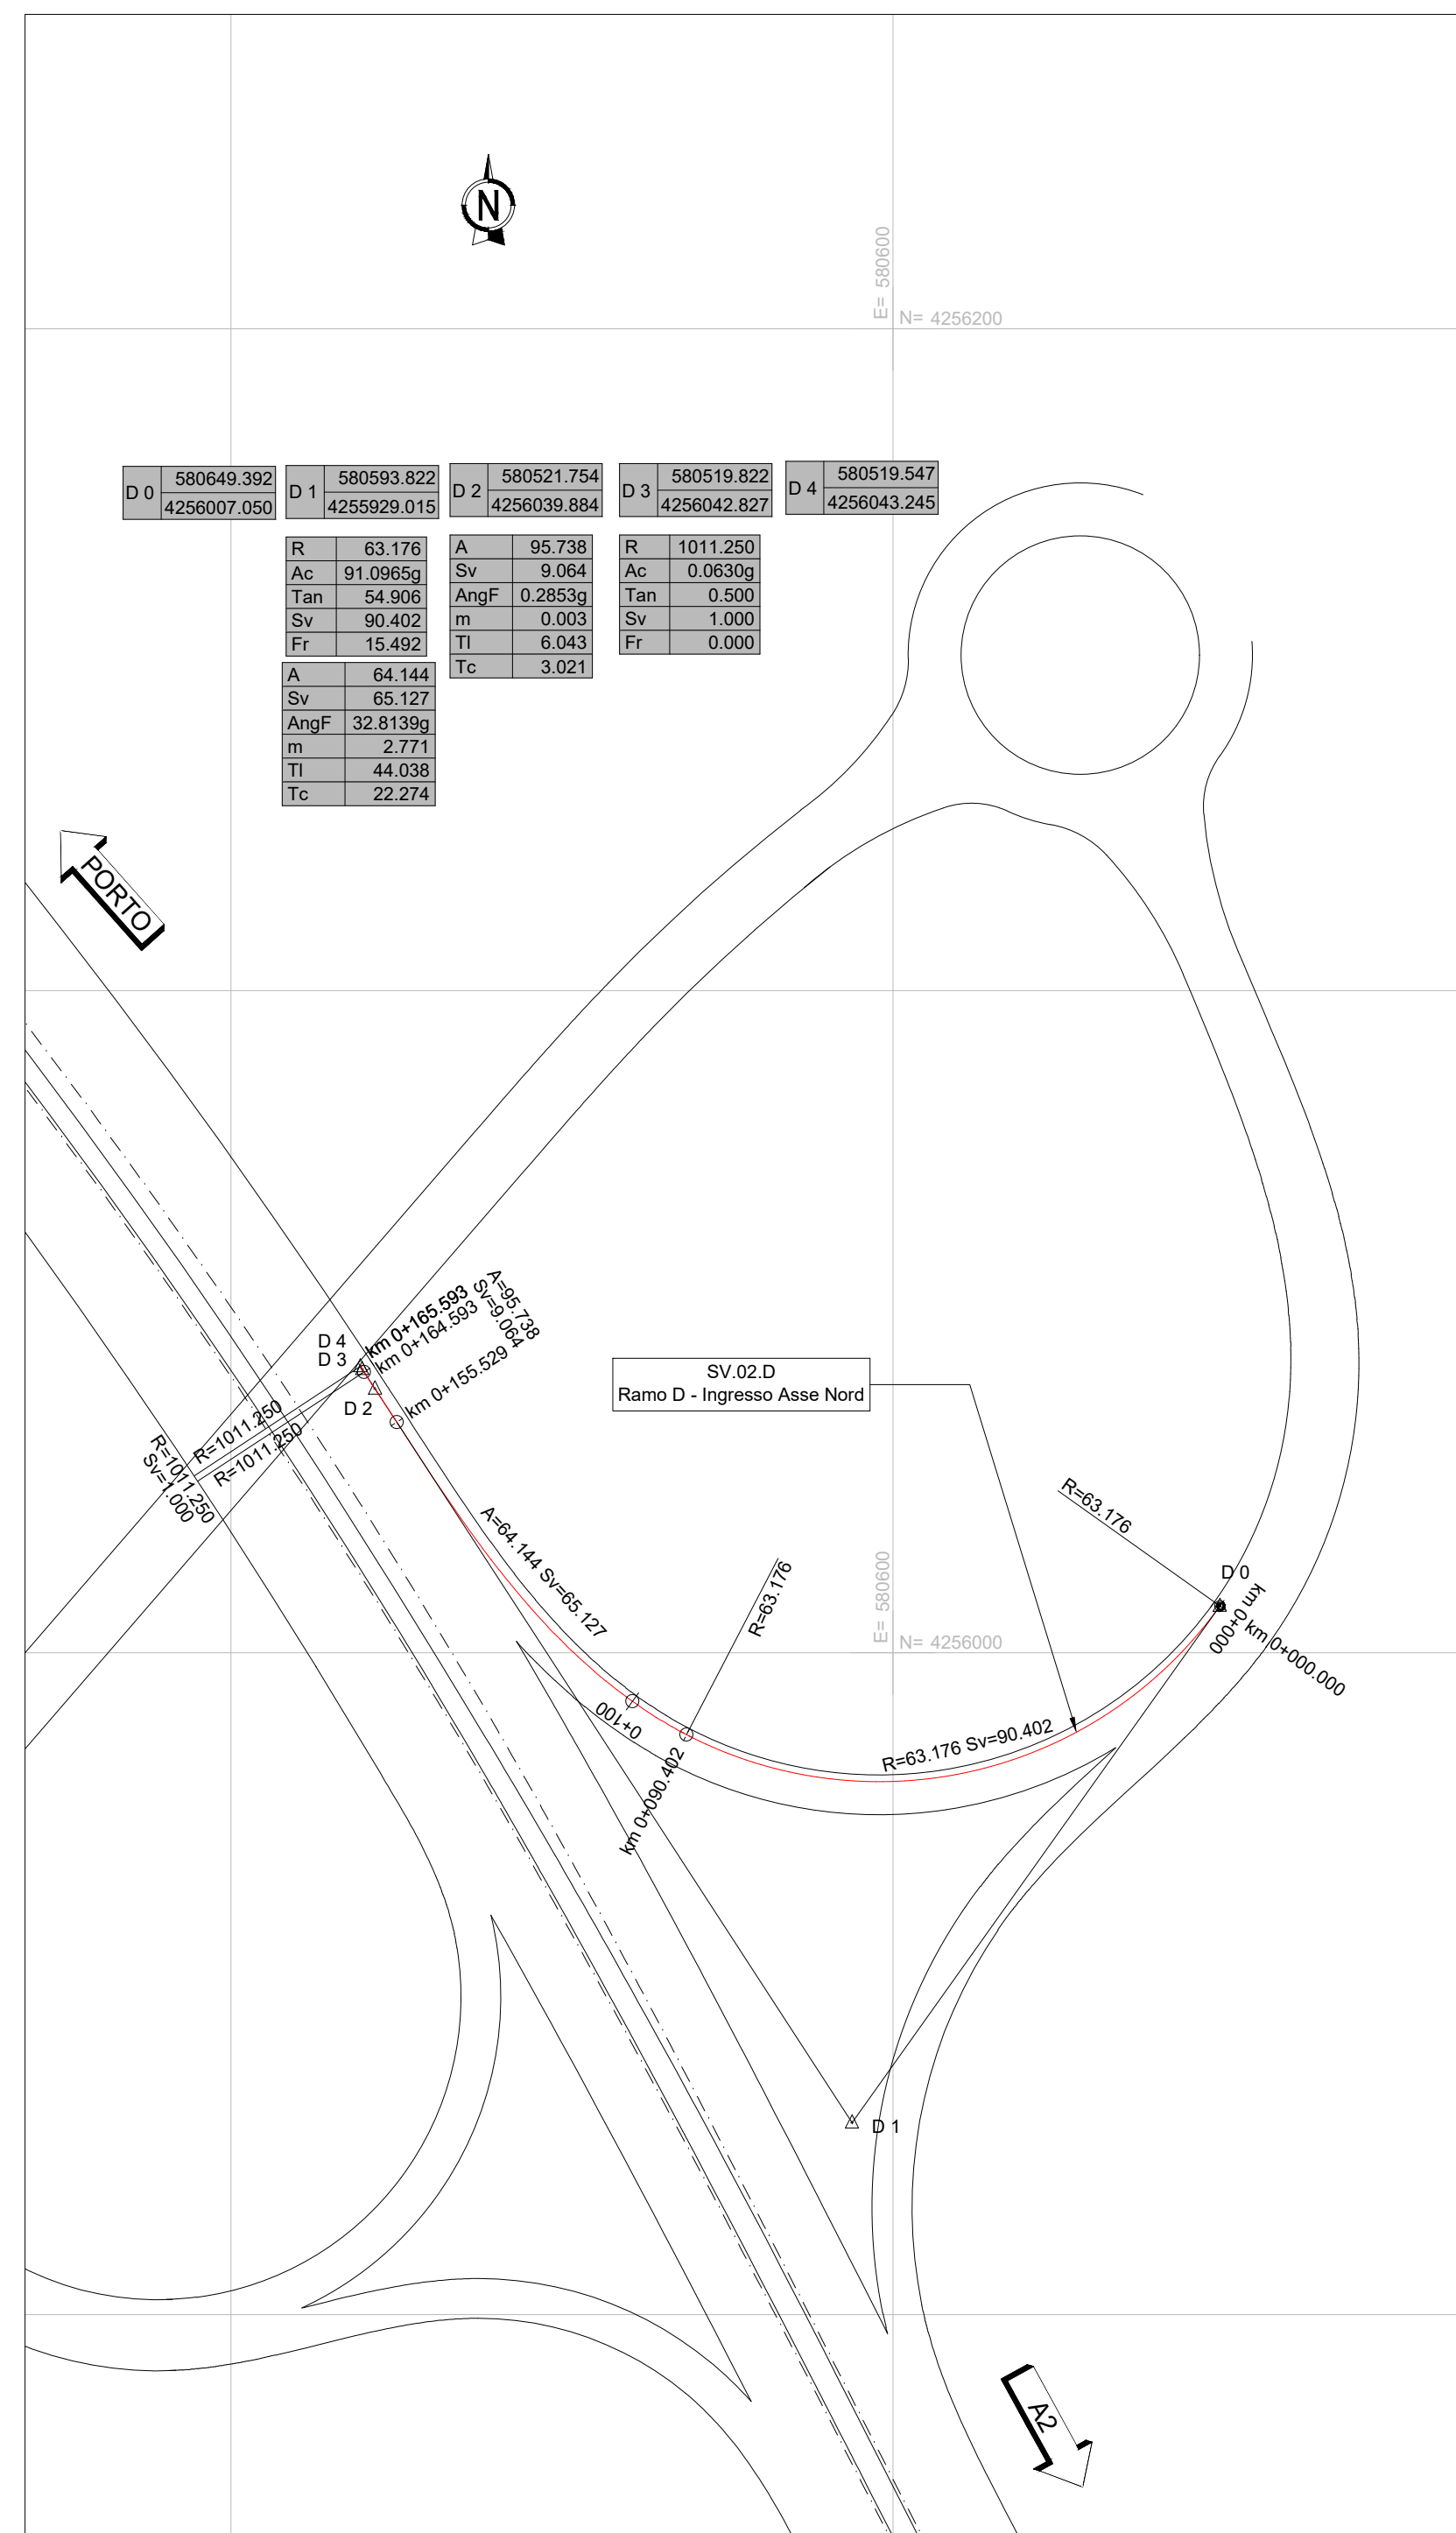 N
E= 580600
N= 4256200
D 0 580649.392
4256007.050
D 1 580593.822
4255929.015
D 2 580521.754
4256039.884
D 3 580519.822
4256042.827
D 4 580519.547
4256043.245
R 63.176
Ac 91.0965g
Tan 54.906
Sv 90.402
Fr 15.492
A 64.144
Sv 65.127
AngF 32.8139g
m 2.771
Tl 44.038
Tc 22.274
A 95.738
Sv 9.064
AngF 0.2853g
m 0.003
Tl 6.043
Tc 3.021
R 1011.250
Ac 0.0630g
Tan 0.500
Sv 1.000
Fr 0.000
PORTO
A=95.738
Sv=9.064
km 0+165.593
km 0+164.593
km 0+155.529
D 4
D 3
D 2
R=1011.250
R=1011.250
R=1011.250
Sv=1.000
SV.02.D
Ramo D - Ingresso Asse Nord
A=64.144 Sv=65.127
R=63.176
R=63.176
D 0
km 0+000
km 0+000.000
E= 580600
N= 4256000
0+100
km 0+090.402
R=63.176 Sv=90.402
D 1
A2